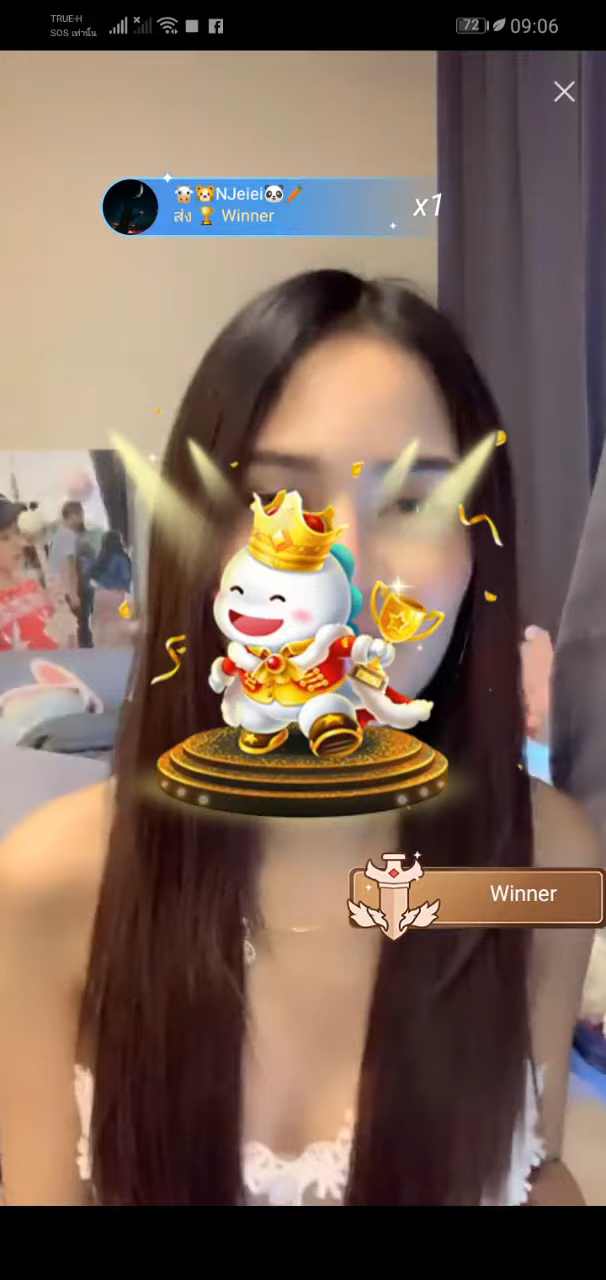 TRUE-H
SOS เท่านั้น
72
09:06
🐮🐯NJeiei🐼🥕
ส่ง 🏆 Winner
x1
Winner